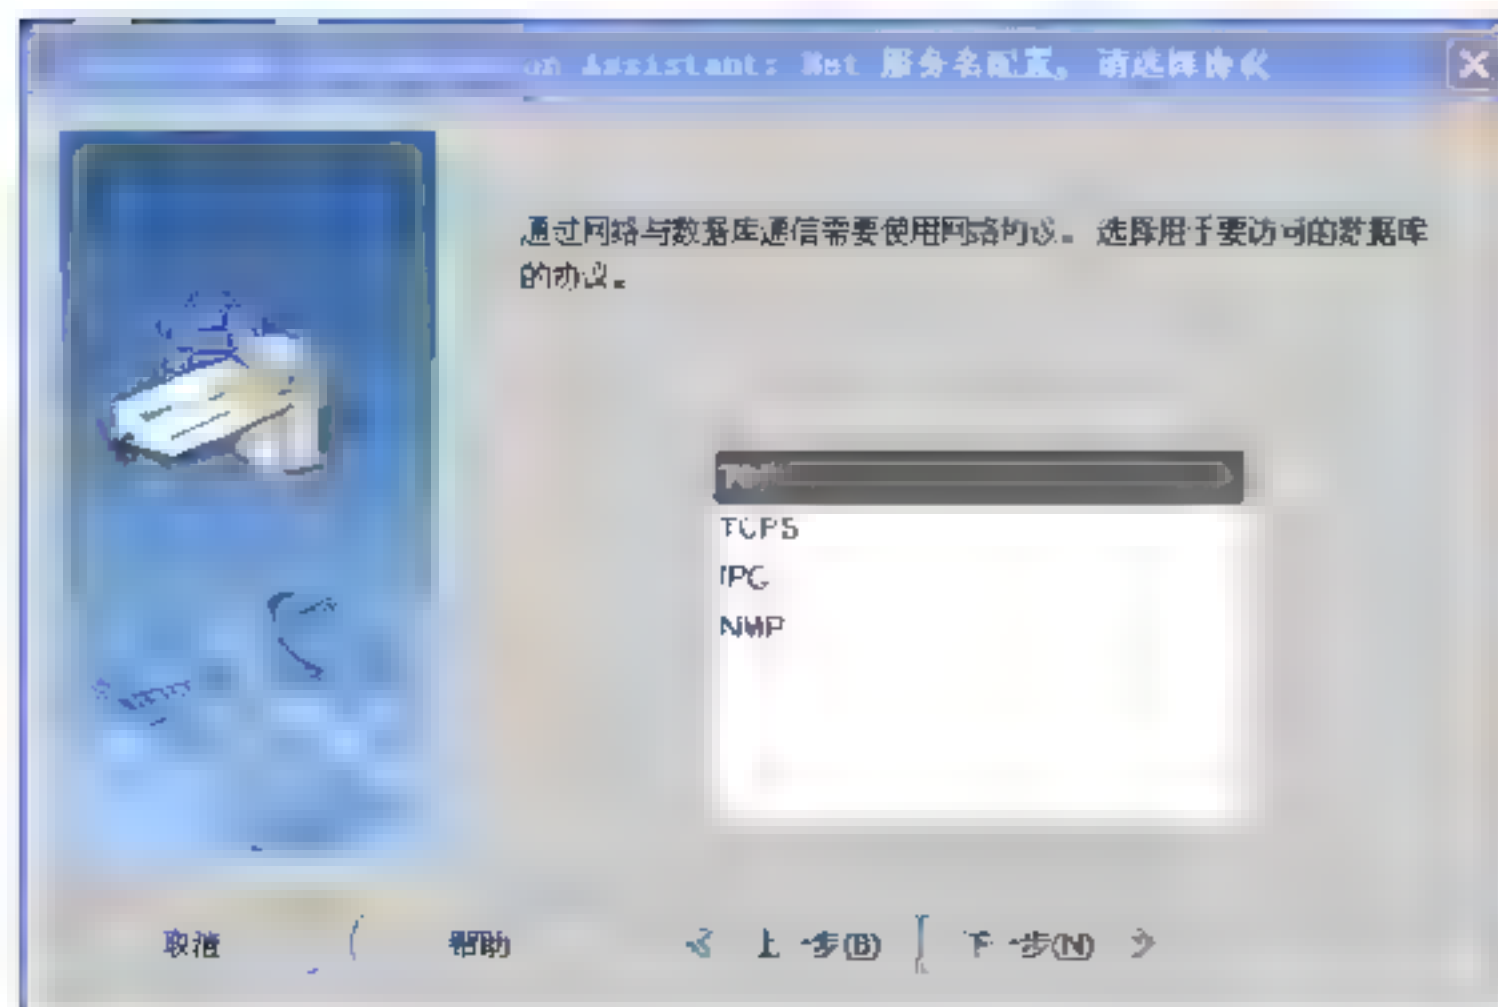 Assistant: Net 服务名配置，请选择协议
通过网络与数据库通信需要使用网络协议。 选择用于要访问的数据库
的协议。
TCPS
IPC
NMP
取消
帮助
上一步(B)
下一步(N)